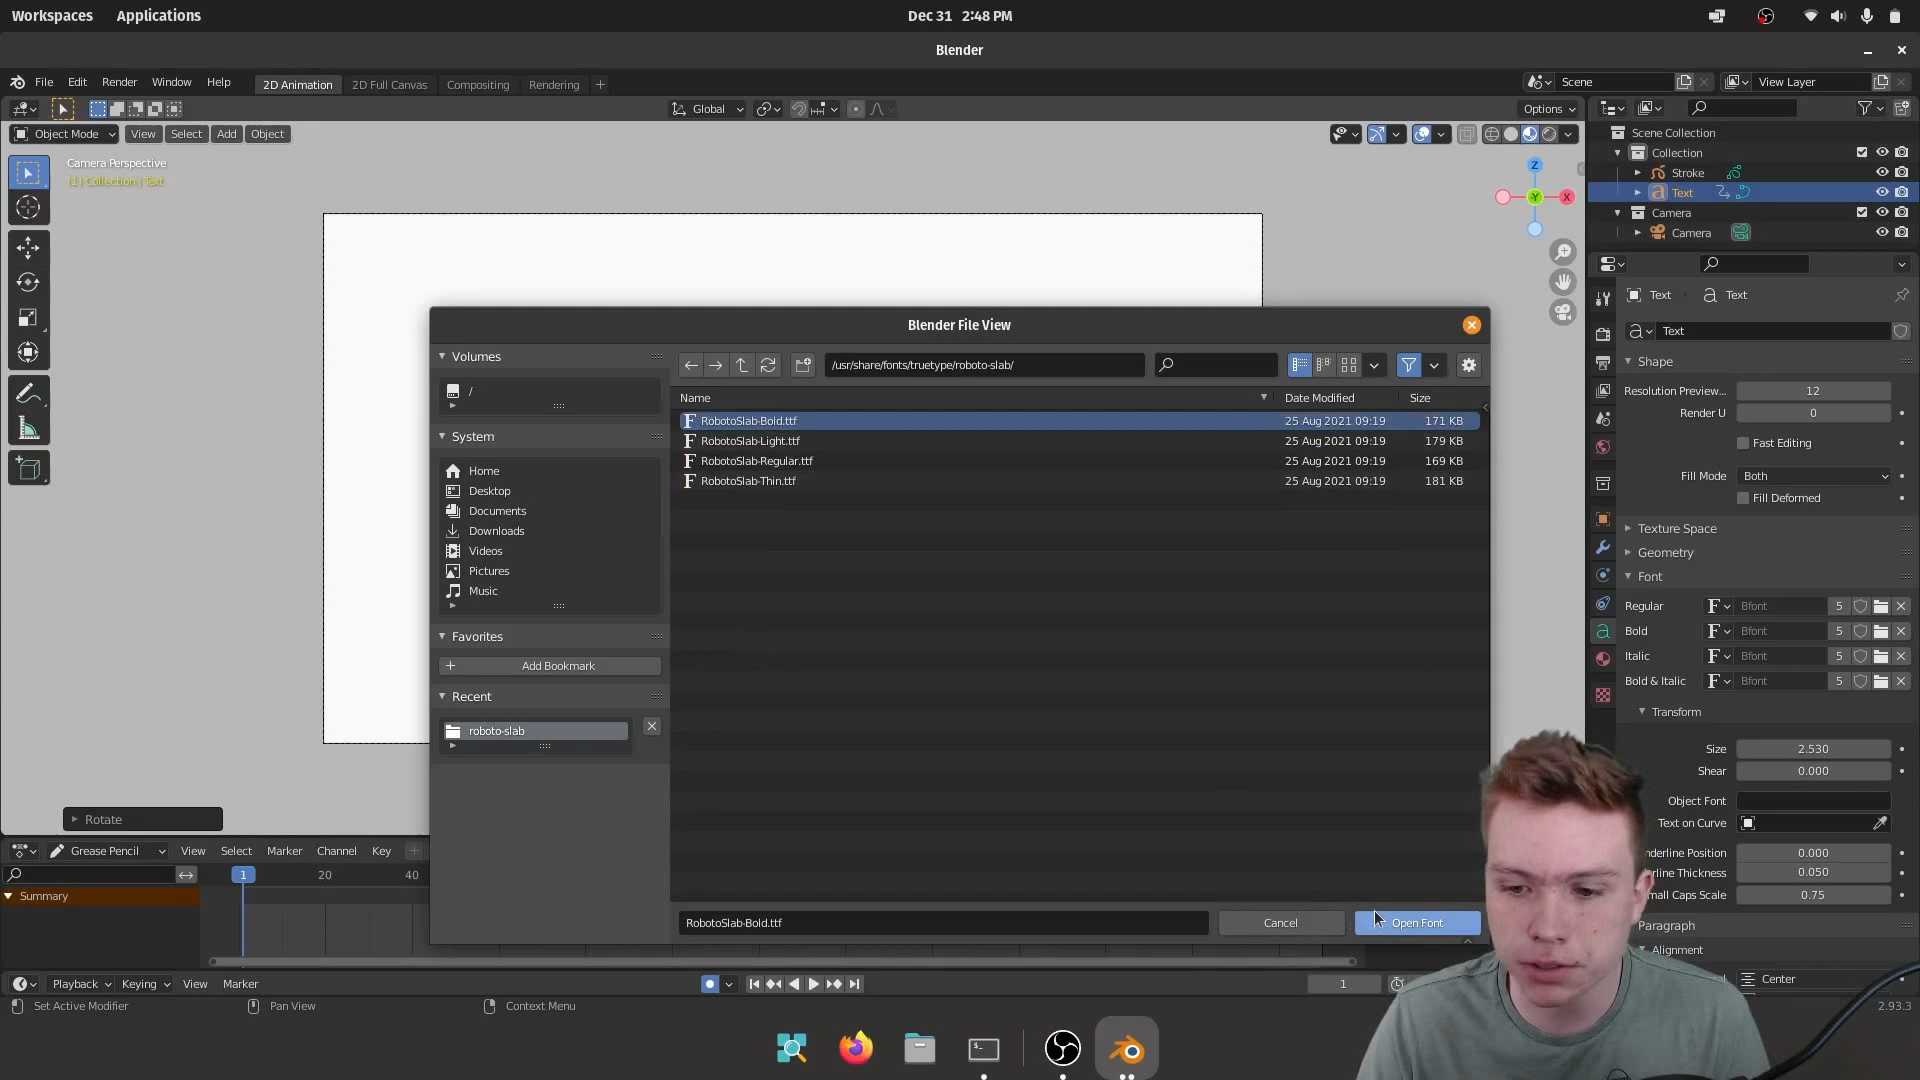 Workspaces Applications Dec 31 2:48 PM
Blender
File Edit Render Window Help 2D Animation 2D Full Canvas Compositing Rendering + Scene View Layer
Global Options
Object Mode View Select Add Object
Camera Perspective
(1) Collection | Text
Z
X
Y
Scene Collection
Collection
Stroke
Text
Camera
Camera
Text Text
Text
Shape
Resolution Preview... 12
Render U 0
Fast Editing
Fill Mode Both
Fill Deformed
Texture Space
Geometry
Font
Regular Bfont 5
Bold Bfont 5
Italic Bfont 5
Bold & Italic Bfont 5
Transform
Size 2.530
Shear 0.000
Object Font
Text on Curve
nderline Position 0.000
rline Thickness 0.050
mall Caps Scale 0.75
Paragraph
Alignment
Center
Blender File View
Volumes
/
System
Home
Desktop
Documents
Downloads
Videos
Pictures
Music
Favorites
+ Add Bookmark
Recent
roboto-slab
/usr/share/fonts/truetype/roboto-slab/
Name Date Modified Size
RobotoSlab-Bold.ttf 25 Aug 2021 09:19 171 KB
RobotoSlab-Light.ttf 25 Aug 2021 09:19 179 KB
RobotoSlab-Regular.ttf 25 Aug 2021 09:19 169 KB
RobotoSlab-Thin.ttf 25 Aug 2021 09:19 181 KB
RobotoSlab-Bold.ttf Cancel Open Font
Rotate
Grease Pencil View Select Marker Channel Key
1 20 40
Summary
Playback Keying View Marker 1
Set Active Modifier Pan View Context Menu 2.93.3